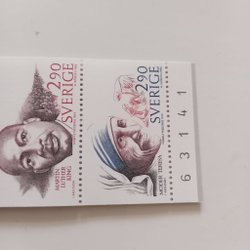 2.90
SVERIGE
MARTIN
LUTHER
KING
2.90
SVERIGE
MODER TERESA
63141